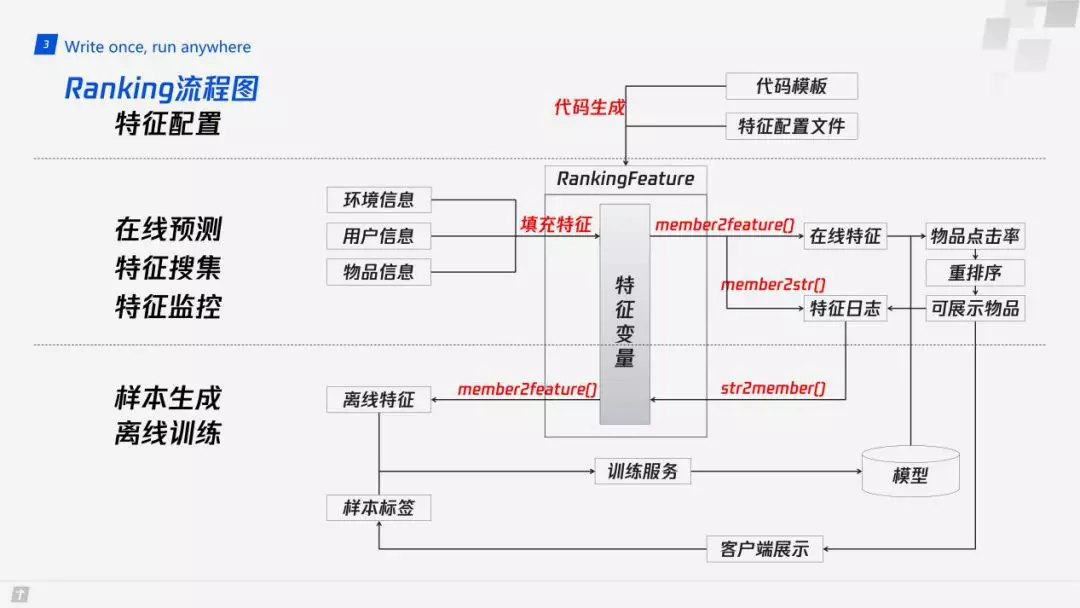 3
Write once, run anywhere
Ranking流程图
特征配置
代码生成
代码模板
特征配置文件
在线预测
特征搜集
特征监控
环境信息
用户信息
物品信息
填充特征
RankingFeature
特征变量
member2feature()
member2str()
在线特征
特征日志
物品点击率
重排序
可展示物品
样本生成
离线训练
离线特征
member2feature()
str2member()
训练服务
模型
样本标签
客户端展示